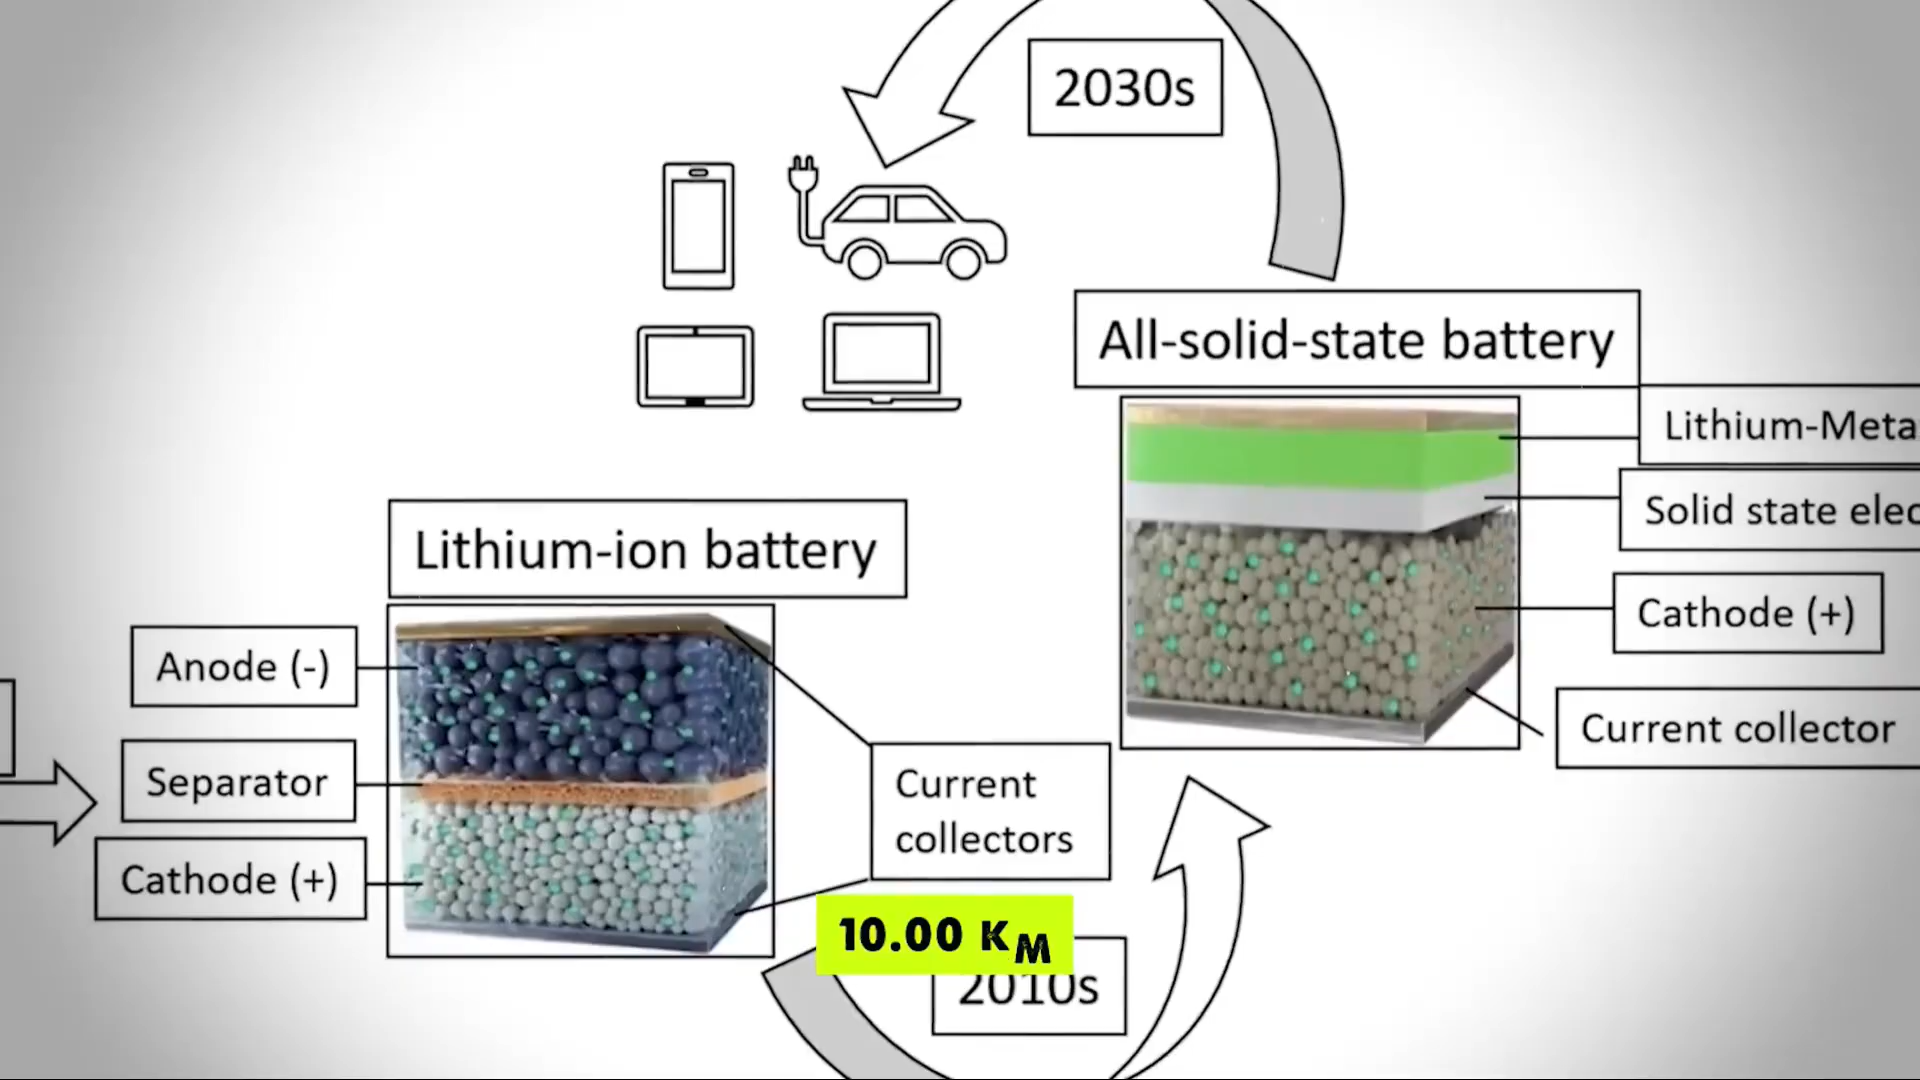 2030s
All-solid-state battery
Lithium-Meta
Solid state elec
Cathode (+)
Current collector
Lithium-ion battery
Anode (-)
Separator
Cathode (+)
Current
collectors
10.00 KM
2010s